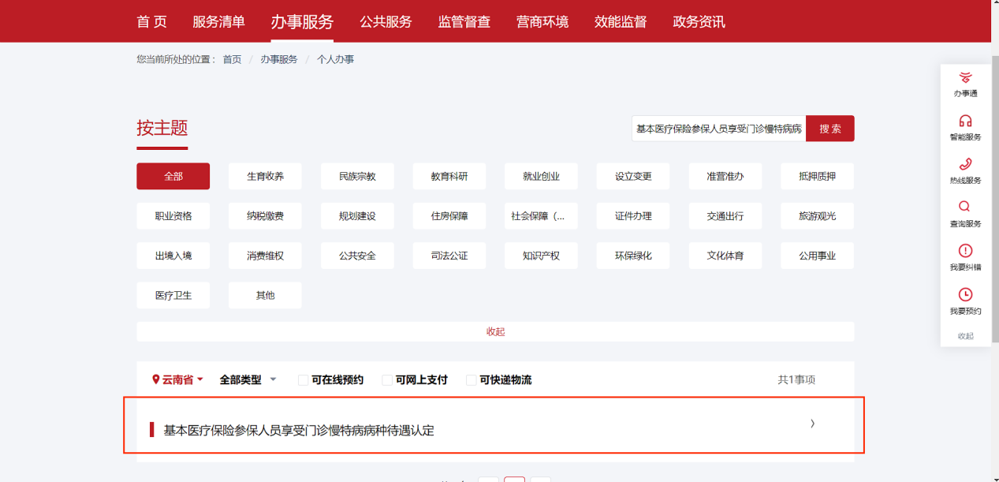 首页 服务清单 办事服务 公共服务 监管督查 营商环境 效能监督 政务资讯
您当前所处的位置： 首页 / 办事服务 / 个人办事
按主题
基本医疗保险参保人员享受门诊慢特病病 搜索
全部 生育收养 民族宗教 教育科研 就业创业 设立变更 准营准办 抵押质押
职业资格 纳税缴费 规划建设 住房保障 社会保障（... 证件办理 交通出行 旅游观光
出境入境 消费维权 公共安全 司法公证 知识产权 环保绿化 文化体育 公用事业
医疗卫生 其他
收起
云南省 全部类型 可在线预约 可网上支付 可快递物流 共1事项
基本医疗保险参保人员享受门诊慢特病病种待遇认定
办事通
智能服务
热线服务
查询服务
我要纠错
我要预约
收起